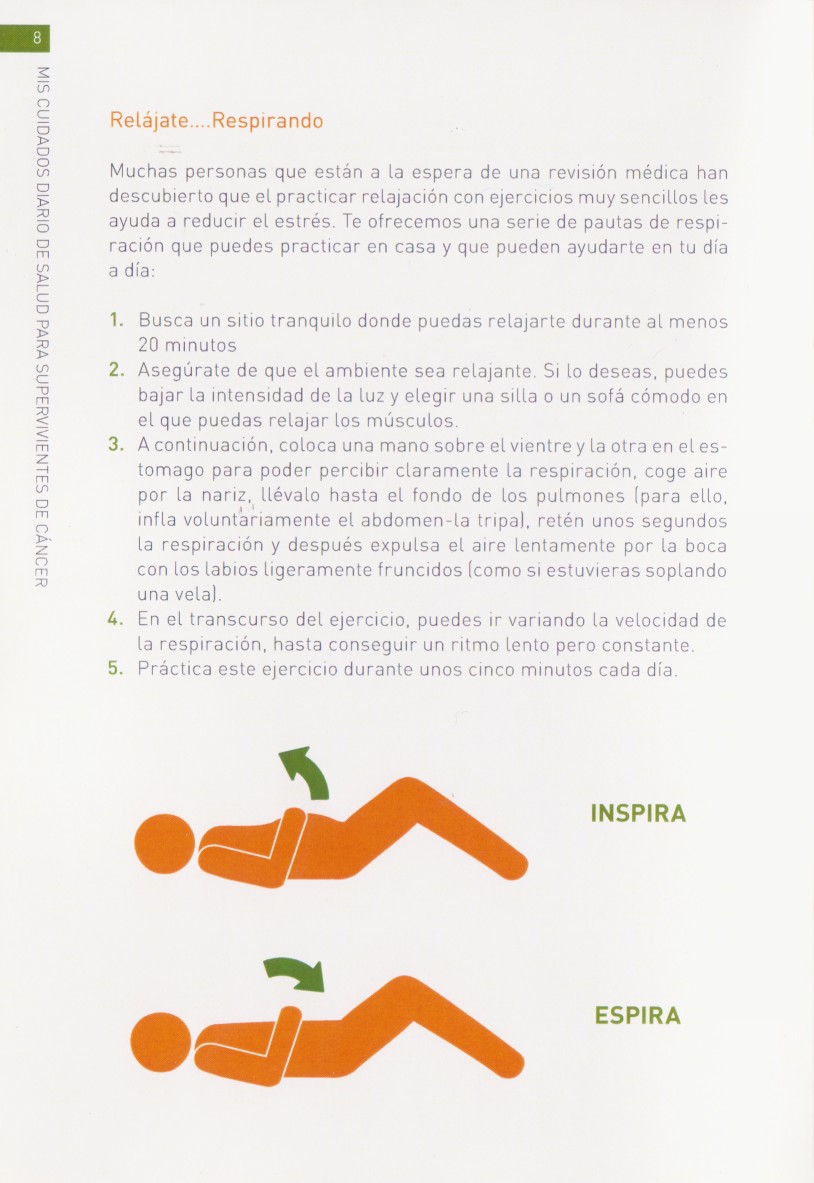 8
MIS CUIDADOS DIARIO DE SALUD PARA SUPERVIVIENTES DE CÁNCER
Relájate....Respirando
Muchas personas que están a la espera de una revisión médica han
descubierto que el practicar relajación con ejercicios muy sencillos les
ayuda a reducir el estrés. Te ofrecemos una serie de pautas de respi-
ración que puedes practicar en casa y que pueden ayudarte en tu día
a día:
1. Busca un sitio tranquilo donde puedas relajarte durante al menos
20 minutos
2. Asegúrate de que el ambiente sea relajante. Si lo deseas, puedes
bajar la intensidad de la luz y elegir una silla o un sofá cómodo en
el que puedas relajar los músculos.
3. A continuación, coloca una mano sobre el vientre y la otra en el es-
tomago para poder percibir claramente la respiración, coge aire
por la nariz, llévalo hasta el fondo de los pulmones (para ello,
infla voluntariamente el abdomen-la tripa), retén unos segundos
la respiración y después expulsa el aire lentamente por la boca
con los labios ligeramente fruncidos (como si estuvieras soplando
una vela).
4. En el transcurso del ejercicio, puedes ir variando la velocidad de
la respiración, hasta conseguir un ritmo lento pero constante.
5. Práctica este ejercicio durante unos cinco minutos cada día.
INSPIRA
ESPIRA